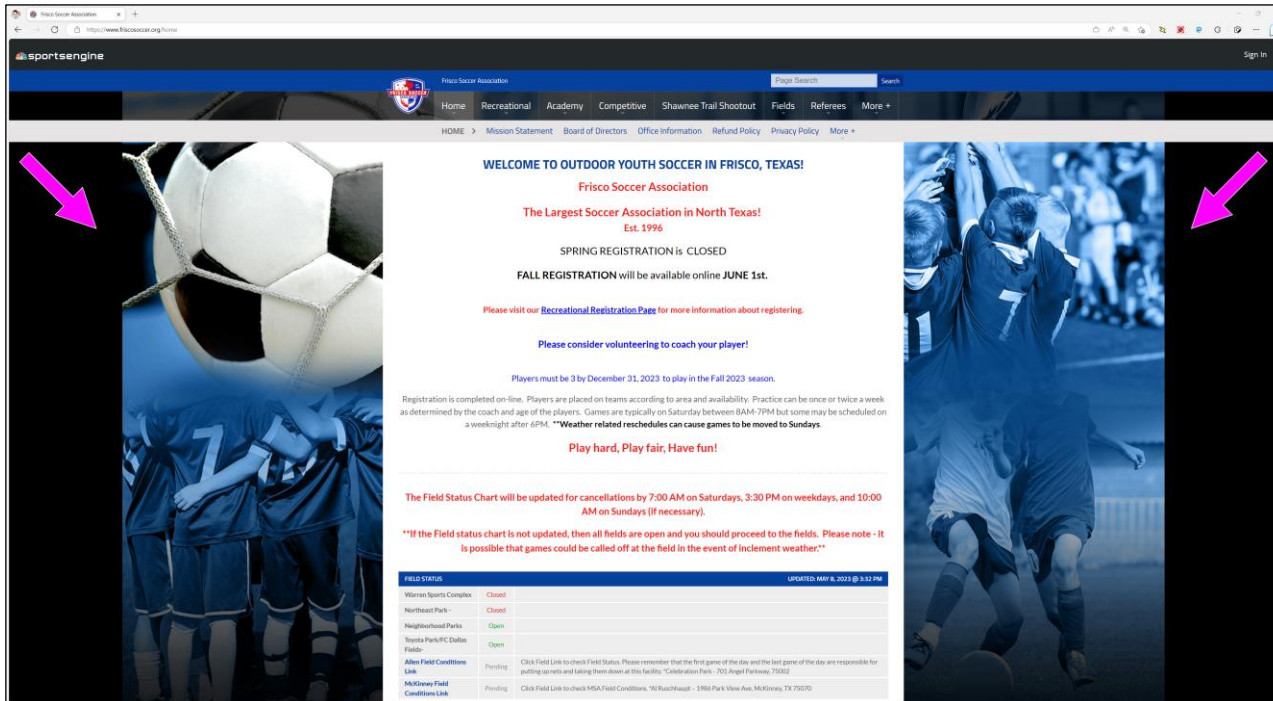 Frisco Soccer Association
https://www.friscosoccer.org/home
sportsengine
Sign In
Frisco Soccer Association
Page Search
Search
FRISCO SOCCER
Home Recreational Academy Competitive Shawnee Trail Shootout Fields Referees More +
HOME > Mission Statement Board of Directors Office Information Refund Policy Privacy Policy More +
WELCOME TO OUTDOOR YOUTH SOCCER IN FRISCO, TEXAS!
Frisco Soccer Association
The Largest Soccer Association in North Texas!
Est. 1996
SPRING REGISTRATION is CLOSED
FALL REGISTRATION will be available online JUNE 1st.
Please visit our Recreational Registration Page for more information about registering.
Please consider volunteering to coach your player!
Players must be 3 by December 31, 2023 to play in the Fall 2023 season.
Registration is completed on-line. Players are placed on teams according to area and availability. Practice can be once or twice a week
as determined by the coach and age of the players. Games are typically on Saturday between 8AM-7PM but some may be scheduled on
a weeknight after 6PM. **Weather related reschedules can cause games to be moved to Sundays.
Play hard, Play fair, Have fun!
The Field Status Chart will be updated for cancellations by 7:00 AM on Saturdays, 3:30 PM on weekdays, and 10:00
AM on Sundays (if necessary).
**If the Field status chart is not updated, then all fields are open and you should proceed to the fields. Please note - it
is possible that games could be called off at the field in the event of inclement weather.**
FIELD STATUS UPDATED: MAY 8, 2023 @ 3:32 PM
Warren Sports Complex Closed
Northeast Park - Closed
Neighborhood Parks Open
Toyota Park/FC Dallas
Fields- Open
Allen Field Conditions
Link Pending Click Field Link to check Field Status. Please remember that the first game of the day and the last game of the day are responsible for
putting up nets and taking them down at this facility. *Celebration Park - 701 Angel Parkway, 75002
McKinney Field
Conditions Link Pending Click Field Link to check MSA Field Conditions. *Al Ruschhaupt - 1986 Park View Ave, McKinney, TX 75070
7
7